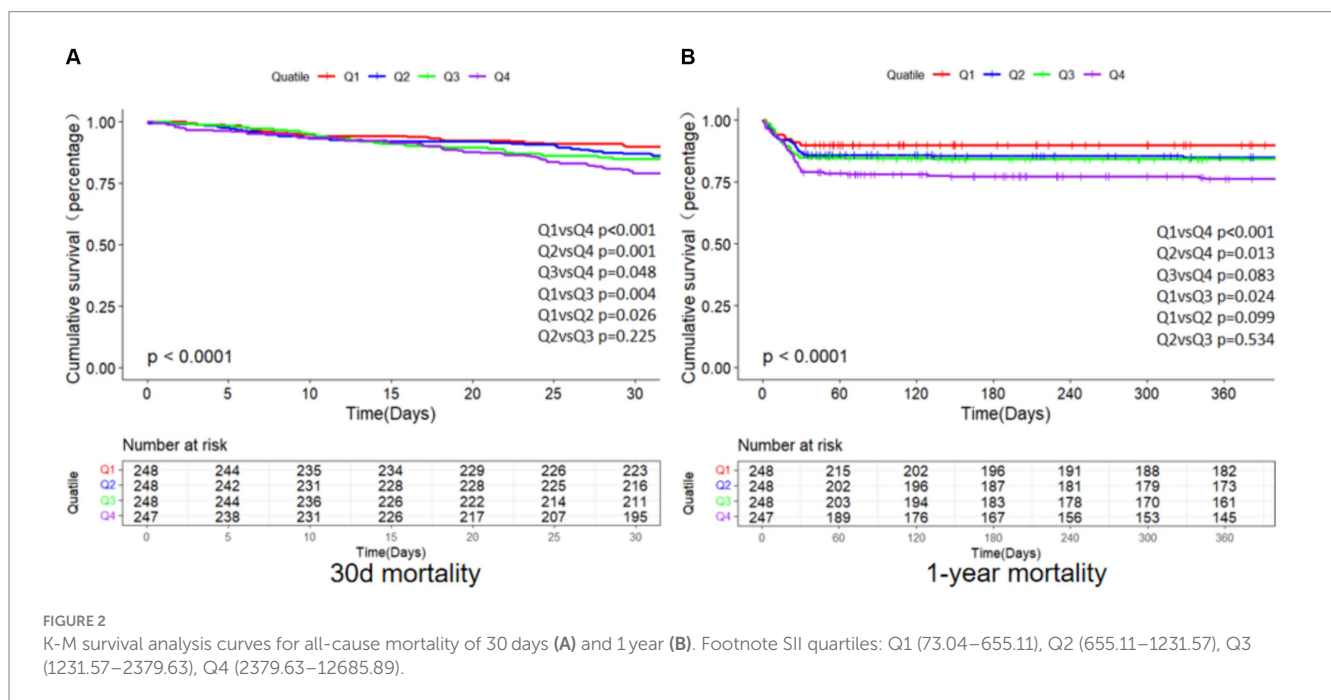 A
Quatile Q1 Q2 Q3 Q4
Cumulative survival（percentage）
1.00
0.75
0.50
0.25
0.00
Q1vsQ4 p<0.001
Q2vsQ4 p=0.001
Q3vsQ4 p=0.048
Q1vsQ3 p=0.004
Q1vsQ2 p=0.026
Q2vsQ3 p=0.225
p < 0.0001
0 5 10 15 20 25 30
Time(Days)
Number at risk
Quatile
Q1 248 244 235 234 229 226 223
Q2 248 242 231 228 228 225 216
Q3 248 244 236 226 222 214 211
Q4 247 238 231 226 217 207 195
0 5 10 15 20 25 30
Time(Days)
30d mortality
B
Quatile Q1 Q2 Q3 Q4
Cumulative survival（percentage）
1.00
0.75
0.50
0.25
0.00
Q1vsQ4 p<0.001
Q2vsQ4 p=0.013
Q3vsQ4 p=0.083
Q1vsQ3 p=0.024
Q1vsQ2 p=0.099
Q2vsQ3 p=0.534
p < 0.0001
0 60 120 180 240 300 360
Time(Days)
Number at risk
Quatile
Q1 248 215 202 196 191 188 182
Q2 248 202 196 187 181 179 173
Q3 248 203 194 183 178 170 161
Q4 247 189 176 167 156 153 145
0 60 120 180 240 300 360
Time(Days)
1-year mortality
FIGURE 2
K-M survival analysis curves for all-cause mortality of 30 days (A) and 1 year (B). Footnote SII quartiles: Q1 (73.04–655.11), Q2 (655.11–1231.57), Q3
(1231.57–2379.63), Q4 (2379.63–12685.89).